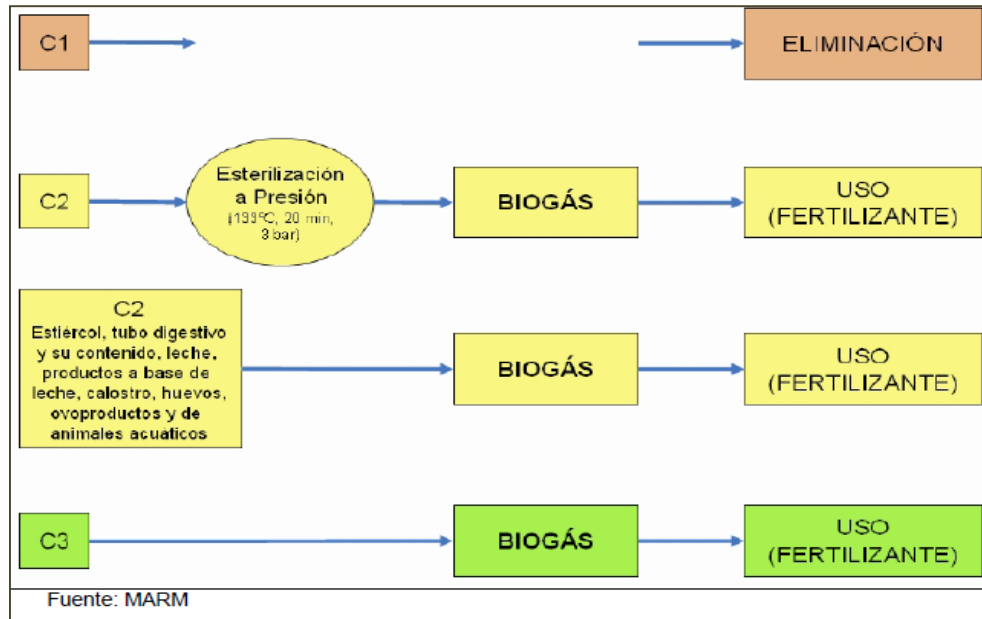 C1
ELIMINACIÓN
C2
Esterilización
a Presión
(133ºC, 20 min,
3 bar)
BIOGÁS
USO
(FERTILIZANTE)
C2
Estiércol, tubo digestivo
y su contenido, leche,
productos a base de
leche, calostro, huevos,
ovoproductos y de
animales acuáticos
BIOGÁS
USO
(FERTILIZANTE)
C3
BIOGÁS
USO
(FERTILIZANTE)
Fuente: MARM